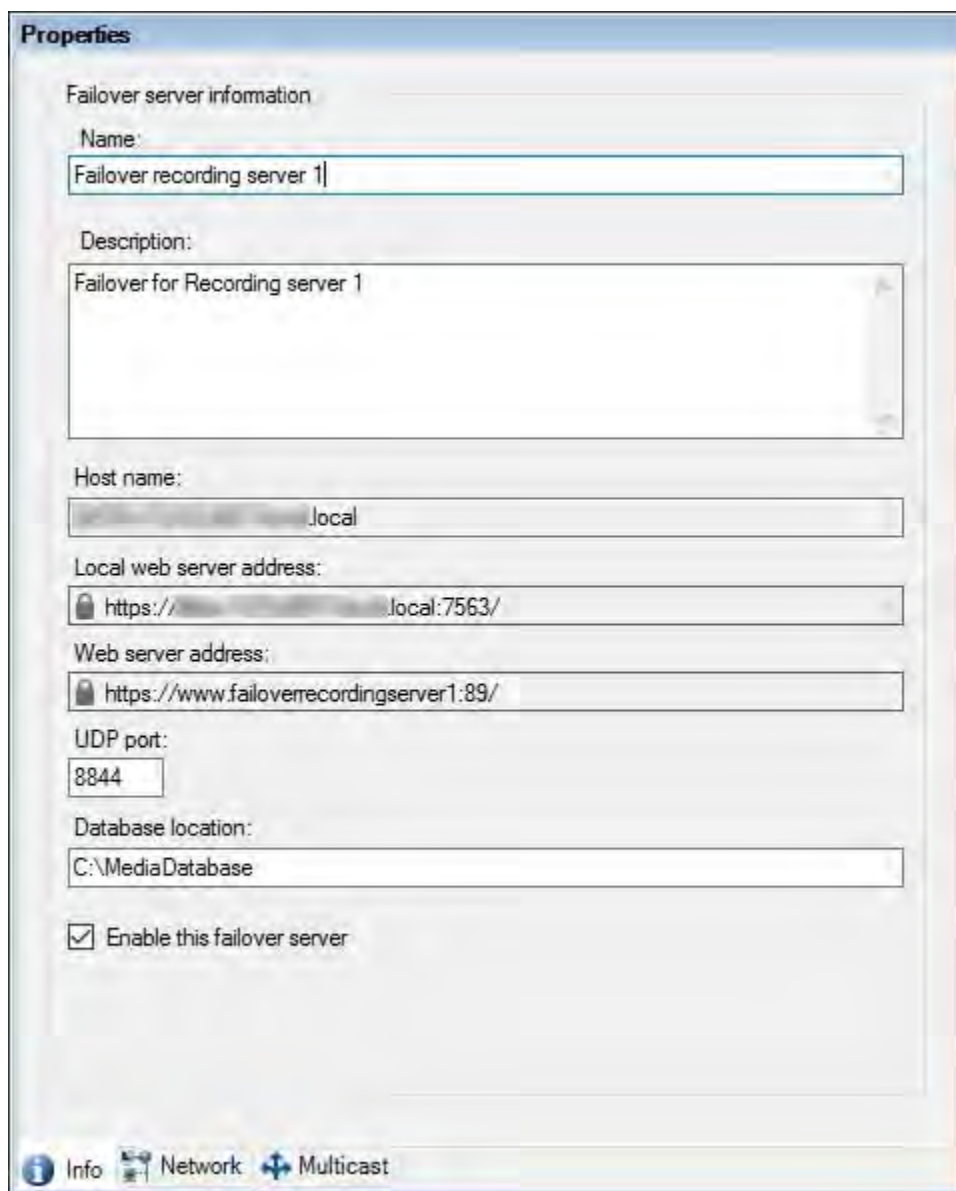 Properties
Failover server information
Name:
Failover recording server 1
Description:
Failover for Recording server 1
Host name:
.local
Local web server address:
https:// .local:7563/
Web server address:
https://www.failoverrecordingserver1:89/
UDP port:
8844
Database location:
C:\MediaDatabase
Enable this failover server
Info Network Multicast